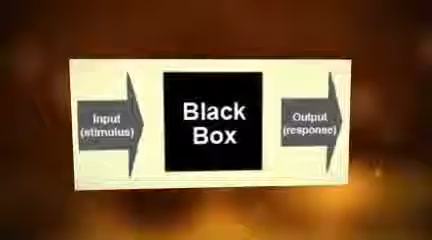 Input
(stimulus)
Black
Box
Output
(response)